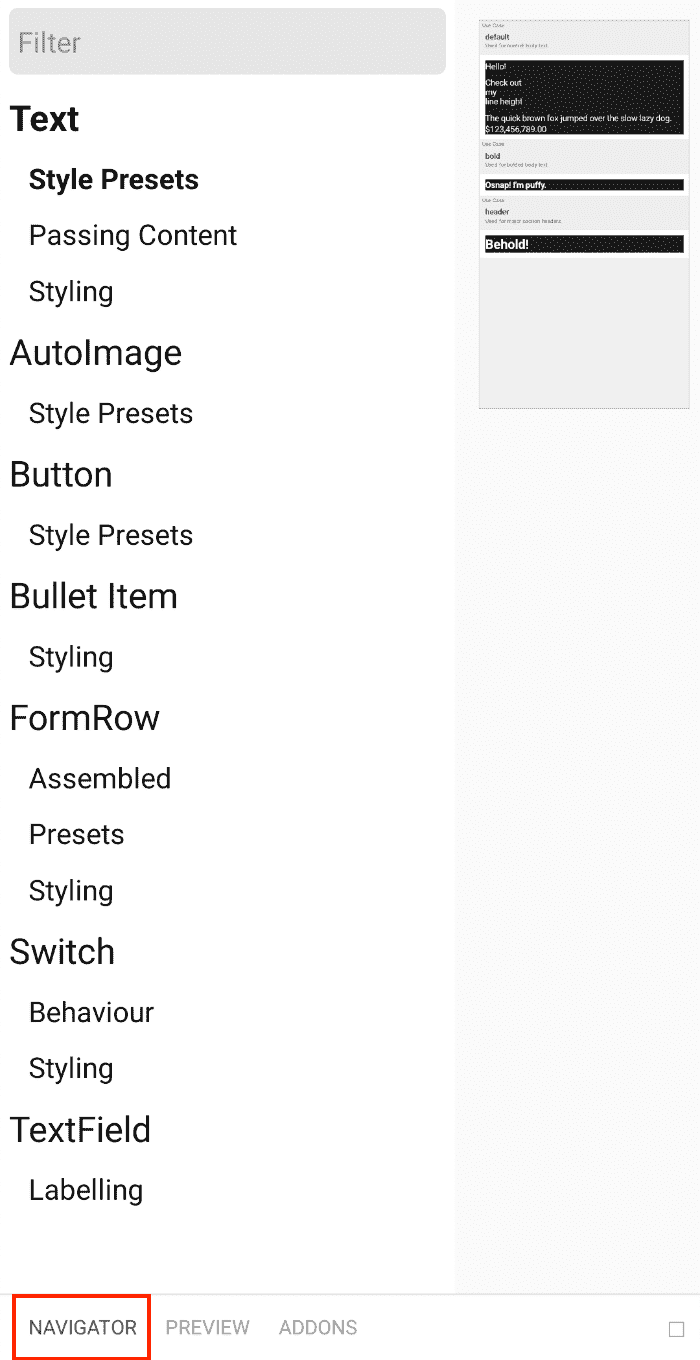 Filter
Text
Style Presets
Passing Content
Styling
AutoImage
Style Presets
Button
Style Presets
Bullet Item
Styling
FormRow
Assembled
Presets
Styling
Switch
Behaviour
Styling
TextField
Labelling
Use Case
default
Used for normal body text.
Hello!
Check out
my
line height
The quick brown fox jumped over the slow lazy dog.
$123,456,789.00
Use Case
bold
Used for bolded body text.
Osnap! I'm puffy.
Use Case
header
Used for major section headers.
Behold!
NAVIGATOR
PREVIEW
ADDONS